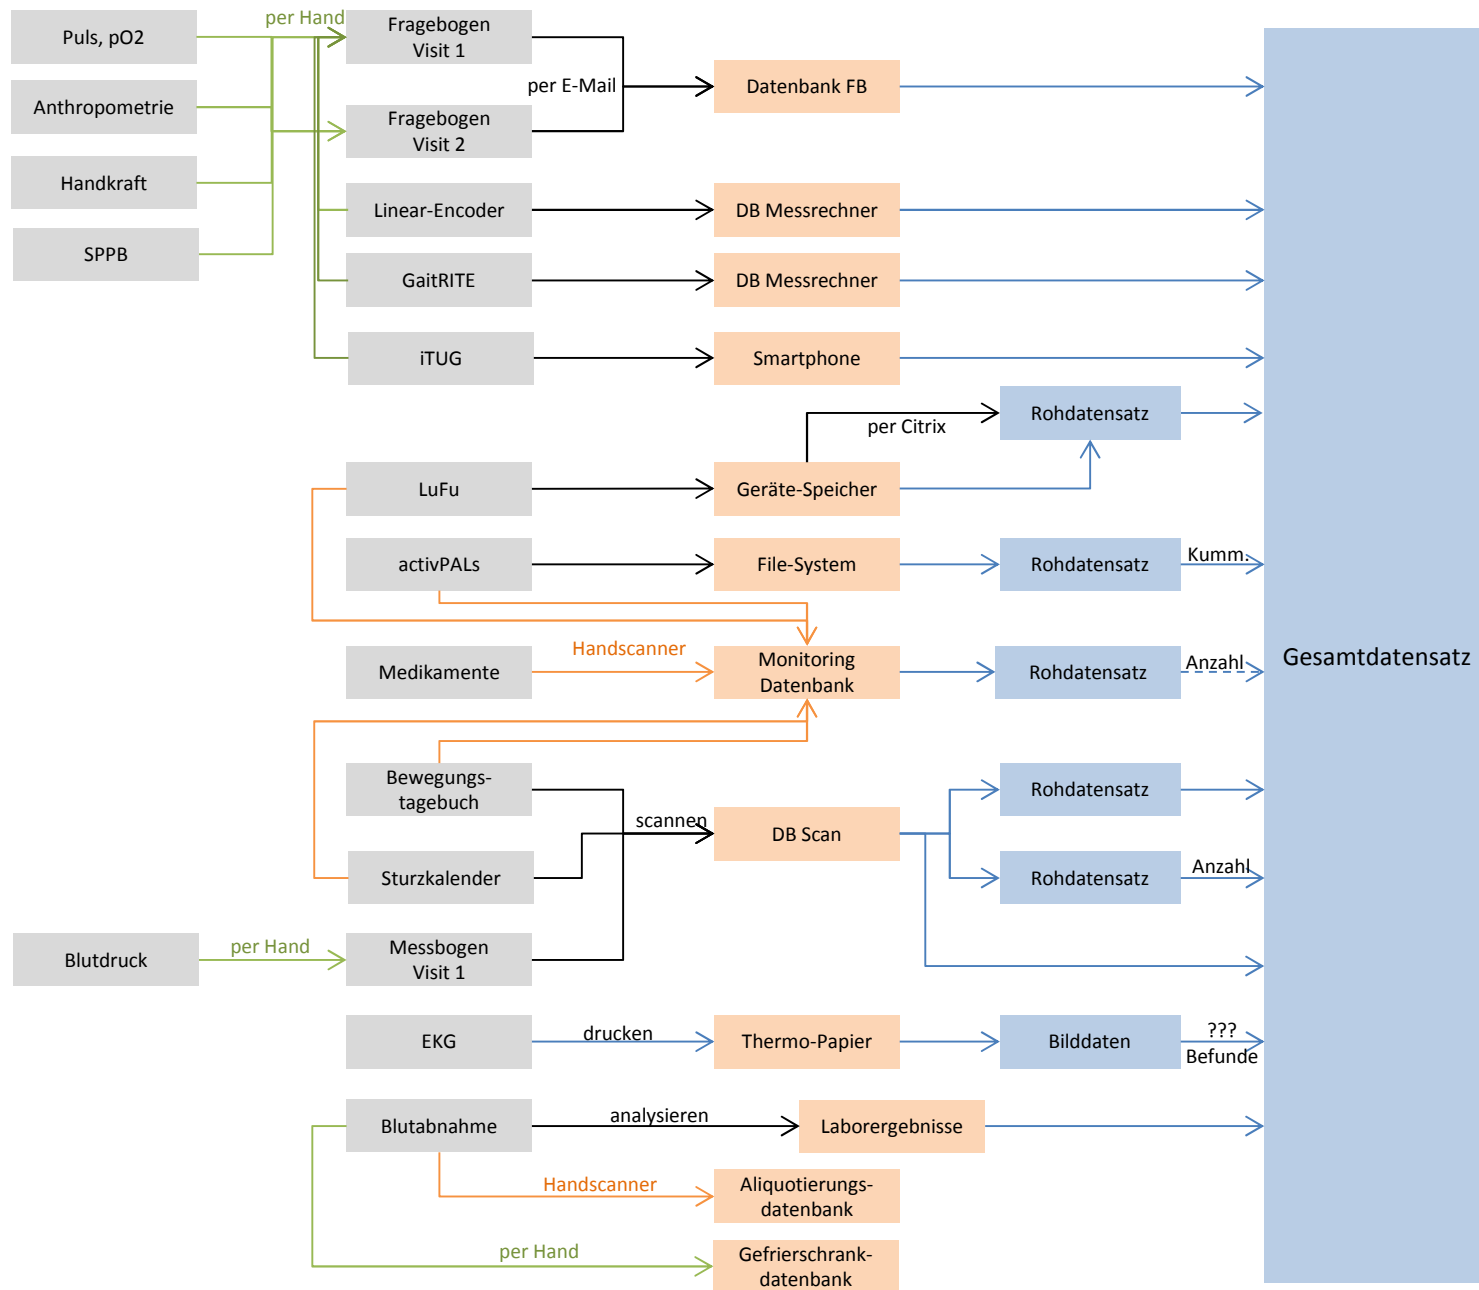 per Hand
Puls, pO2
Fragebogen
Visit 1
per E-Mail
Datenbank FB
Anthropometrie
Fragebogen
Visit 2
Handkraft
Linear-Encoder
DB Messrechner
SPPB
GaitRITE
DB Messrechner
iTUG
Smartphone
Rohdatensatz
per Citrix
LuFu
Geräte-Speicher
activPALs
File-System
Rohdatensatz
Kumm.
Handscanner
Medikamente
Monitoring
Datenbank
Rohdatensatz
Anzahl
Gesamtdatensatz
Bewegungs-
tagebuch
Rohdatensatz
scannen
DB Scan
Sturzkalender
Rohdatensatz
Anzahl
Blutdruck
per Hand
Messbogen
Visit 1
EKG
drucken
Thermo-Papier
Bilddaten
???
Befunde
Blutabnahme
analysieren
Laborergebnisse
Handscanner
Aliquotierungs-
datenbank
per Hand
Gefrierschrank-
datenbank